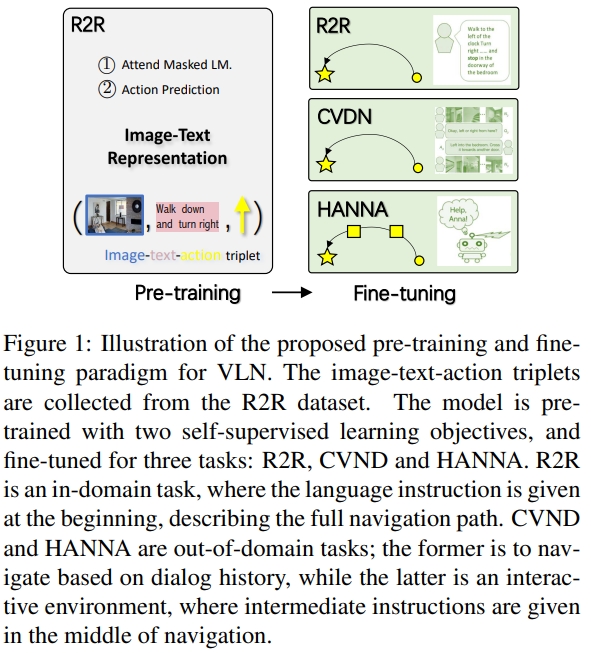 R2R
1 Attend Masked LM.
2 Action Prediction
Image-Text
Representation
( , Walk down
and turn right , )
Image-text-action triplet
Pre-training
R2R
Walk to the
left of the
clock Turn
right ...... and
stop in the
doorway of
the bedroom
CVDN
Okay, left or right from here?
Left into the bedroom.
it towards another door.
HANNA
Help,
Anna!
Fine-tuning
Figure 1: Illustration of the proposed pre-training and fine-
tuning paradigm for VLN. The image-text-action triplets
are collected from the R2R dataset. The model is pre-
trained with two self-supervised learning objectives, and
fine-tuned for three tasks: R2R, CVND and HANNA. R2R
is an in-domain task, where the language instruction is given
at the beginning, describing the full navigation path. CVND
and HANNA are out-of-domain tasks; the former is to nav-
igate based on dialog history, while the latter is an interac-
tive environment, where intermediate instructions are given
in the middle of navigation.